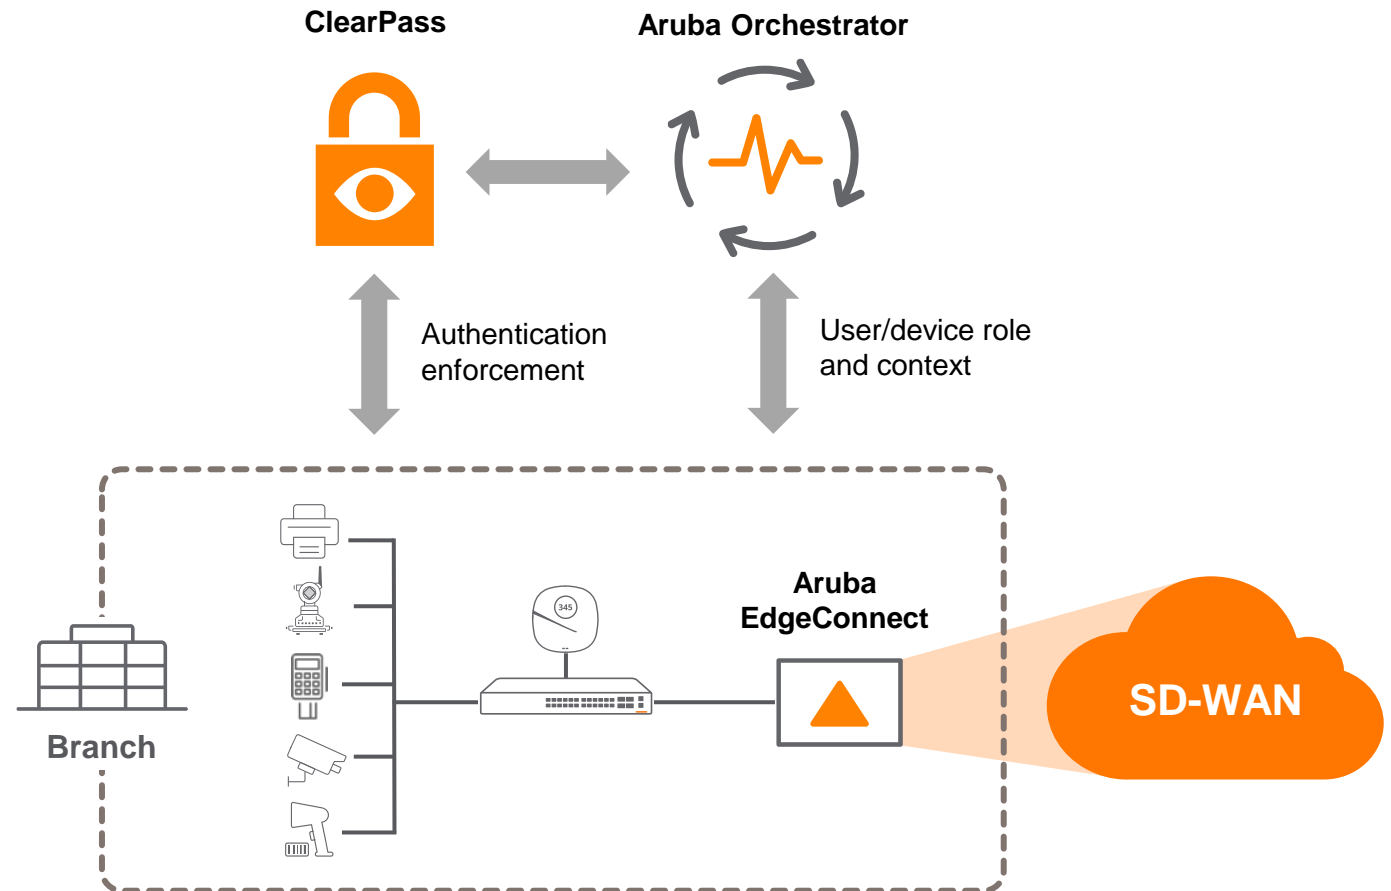 ClearPass
Aruba Orchestrator
Authentication
enforcement
User/device role
and context
345
Aruba
EdgeConnect
SD-WAN
Branch